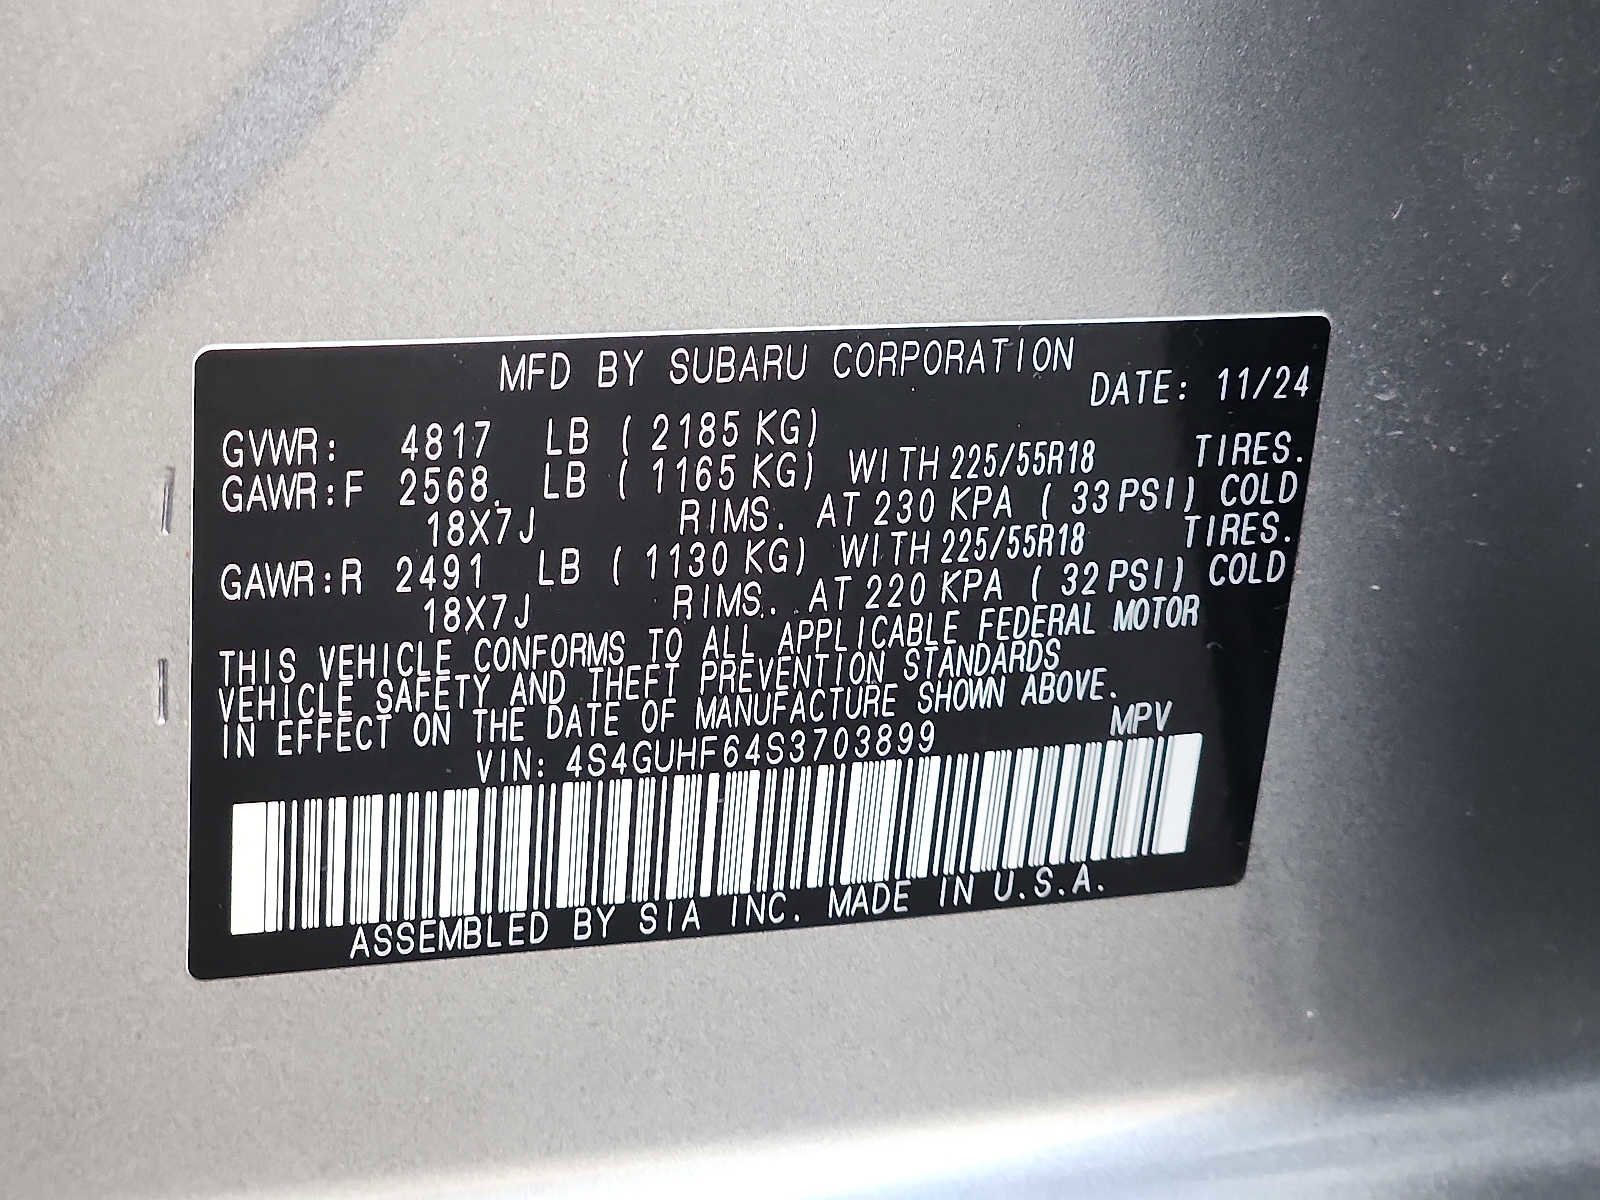 MFD BY SUBARU CORPORATION
DATE: 11/24
GVWR: 4817 LB (2185 KG)
GAWR:F 2568 LB (1165 KG) WITH 225/55R18 TIRES.
18X7J RIMS. AT 230 KPA (33 PSI) COLD
GAWR:R 2491 LB (1130 KG) WITH 225/55R18 TIRES.
18X7J RIMS. AT 220 KPA (32 PSI) COLD
THIS VEHICLE CONFORMS TO ALL APPLICABLE FEDERAL MOTOR
VEHICLE SAFETY AND THEFT PREVENTION STANDARDS
IN EFFECT ON THE DATE OF MANUFACTURE SHOWN ABOVE.
VIN: 4S4GUHF64S3703899 MPV
ASSEMBLED BY SIA INC. MADE IN U.S.A.